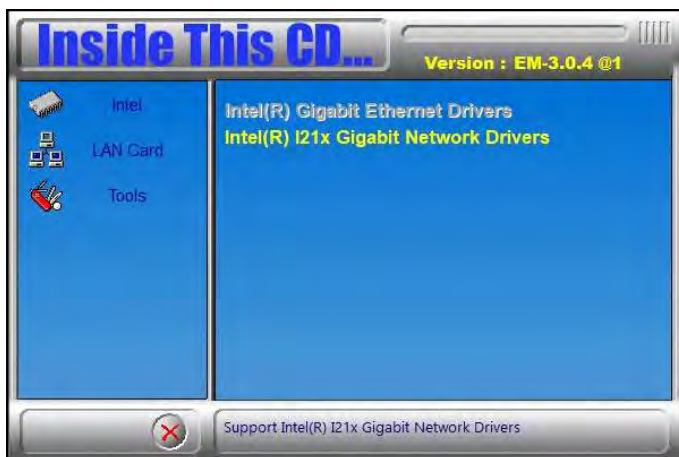 Inside This CD...
Version : EM-3.0.4 @1
Intel
LAN Card
Tools
Intel(R) Gigabit Ethernet Drivers
Intel(R) I21x Gigabit Network Drivers
Support Intel(R) I21x Gigabit Network Drivers